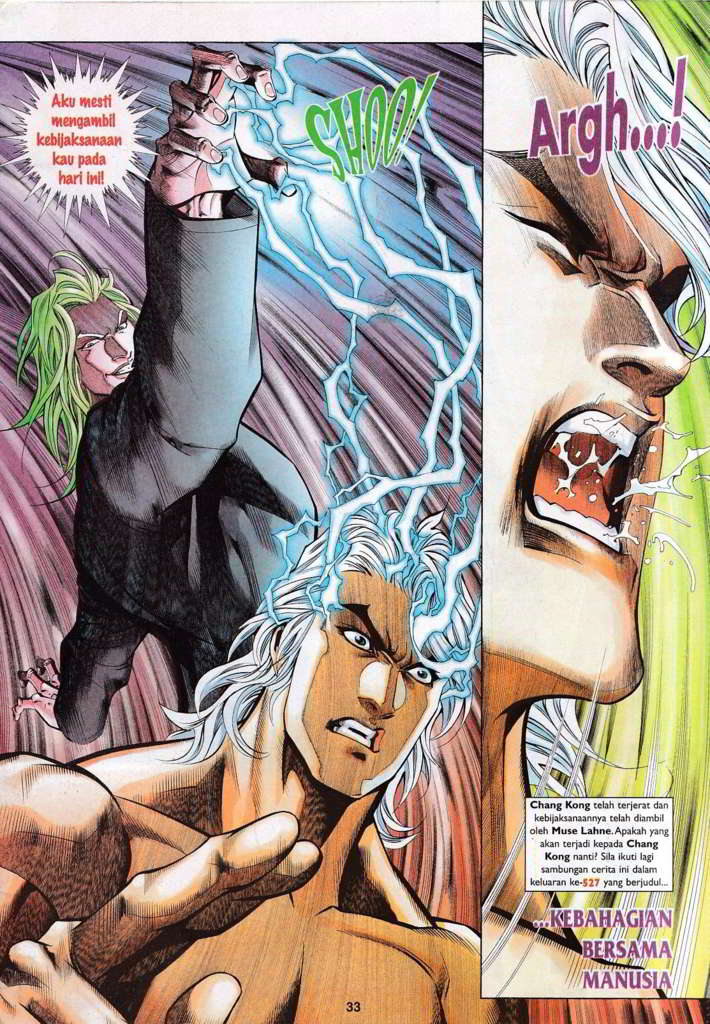 Aku mesti
mengambil
kebijaksanaan
kau pada
hari ini!
SHOO!
Argh....!
Chang Kong telah terjerat dan
kebijaksanaannya telah diambil
oleh Muse Lahne. Apakah yang
akan terjadi kepada Chang
Kong nanti? Sila ikuti lagi
sambungan cerita ini dalam
keluaran ke-527 yang berjudul...
...KEBAHAGIAN
BERSAMA
MANUSIA
33